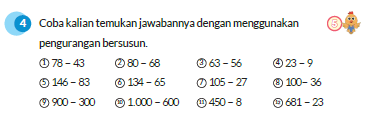 4 Coba kalian temukan jawabannya dengan menggunakan
pengurangan bersusun.
① 78 – 43 ② 80 – 68 ③ 63 – 56 ④ 23 – 9
⑤ 146 – 83 ⑥ 134 – 65 ⑦ 105 – 27 ⑧ 100– 36
⑨ 900 – 300 ⑩ 1.000 – 600 ⑪ 450 – 8 ⑫ 681 – 23